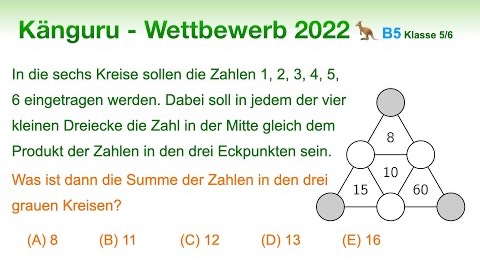 Känguru - Wettbewerb 2022 🦘 B5 Klasse 5/6
In die sechs Kreise sollen die Zahlen 1, 2, 3, 4, 5,
6 eingetragen werden. Dabei soll in jedem der vier
kleinen Dreiecke die Zahl in der Mitte gleich dem
Produkt der Zahlen in den drei Eckpunkten sein.
Was ist dann die Summe der Zahlen in den drei
grauen Kreisen?
(A) 8 (B) 11 (C) 12 (D) 13 (E) 16
8
10
15 60